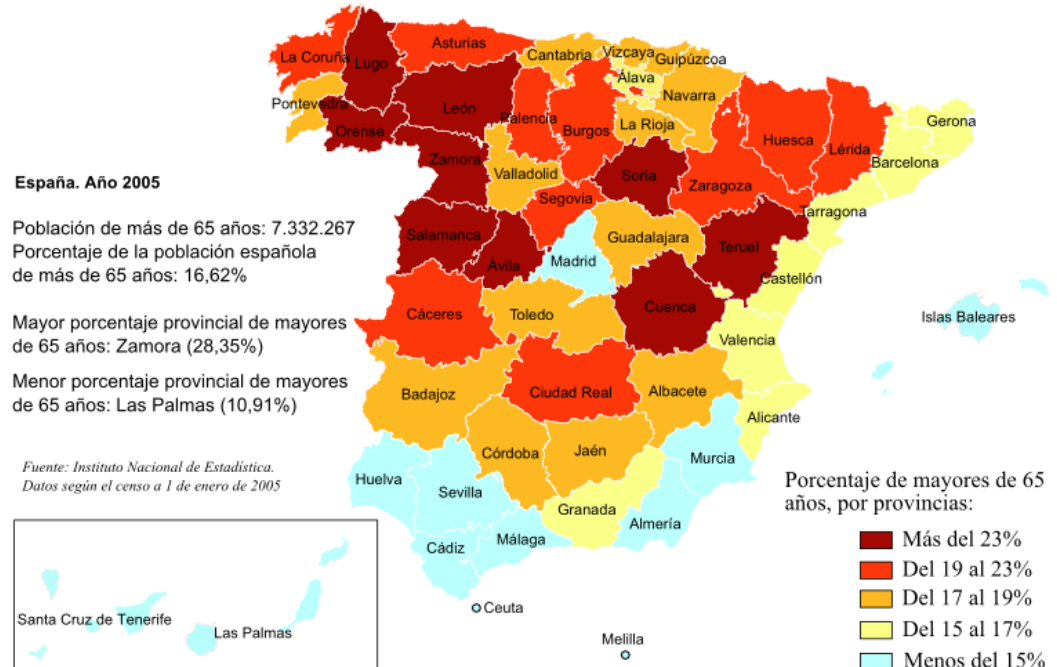 Asturias
Cantabria
Vizcaya
Guipúzcoa
La Coruña
Lugo
Álava
León
Navarra
Pontevedra
Palencia
Burgos
La Rioja
Orense
Huesca
Lérida
Gerona
Barcelona
Zamora
Valladolid
Soria
Zaragoza
Segovia
Tarragona
Salamanca
Guadalajara
Teruel
Ávila
Madrid
Castellón
Cáceres
Toledo
Cuenca
Islas Baleares
Valencia
Badajoz
Ciudad Real
Albacete
Alicante
Córdoba
Jaén
Murcia
Huelva
Sevilla
Granada
Almería
Cádiz
Málaga
Ceuta
Melilla
España. Año 2005
Población de más de 65 años: 7.332.267
Porcentaje de la población española
de más de 65 años: 16,62%
Mayor porcentaje provincial de mayores
de 65 años: Zamora (28,35%)
Menor porcentaje provincial de mayores
de 65 años: Las Palmas (10,91%)
Fuente: Instituto Nacional de Estadística.
Datos según el censo a 1 de enero de 2005
Santa Cruz de Tenerife
Las Palmas
Porcentaje de mayores de 65
años, por provincias:
Más del 23%
Del 19 al 23%
Del 17 al 19%
Del 15 al 17%
Menos del 15%